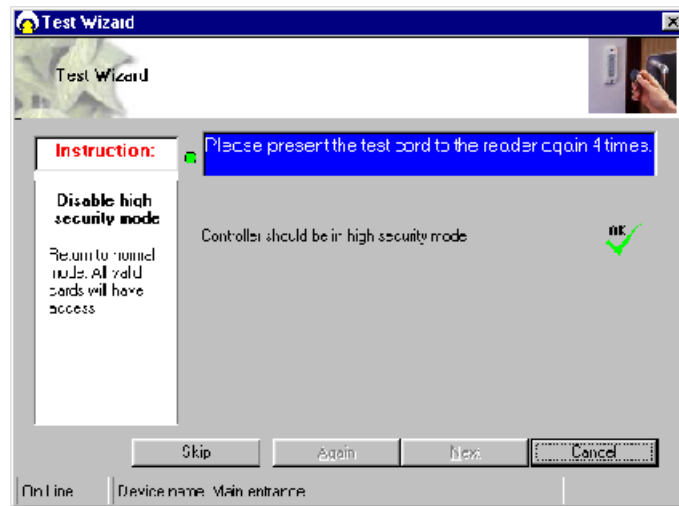 Test Wizard
Test Wizard
Instruction:
Please present the test card to the reader again 4 times.
Disable high
security mode
Return to normal
mode. All valid
cards will have
access
Controller should be in high security mode
OK
Skip
Again
Next
Cancel
On Line
Device name: Main entrance